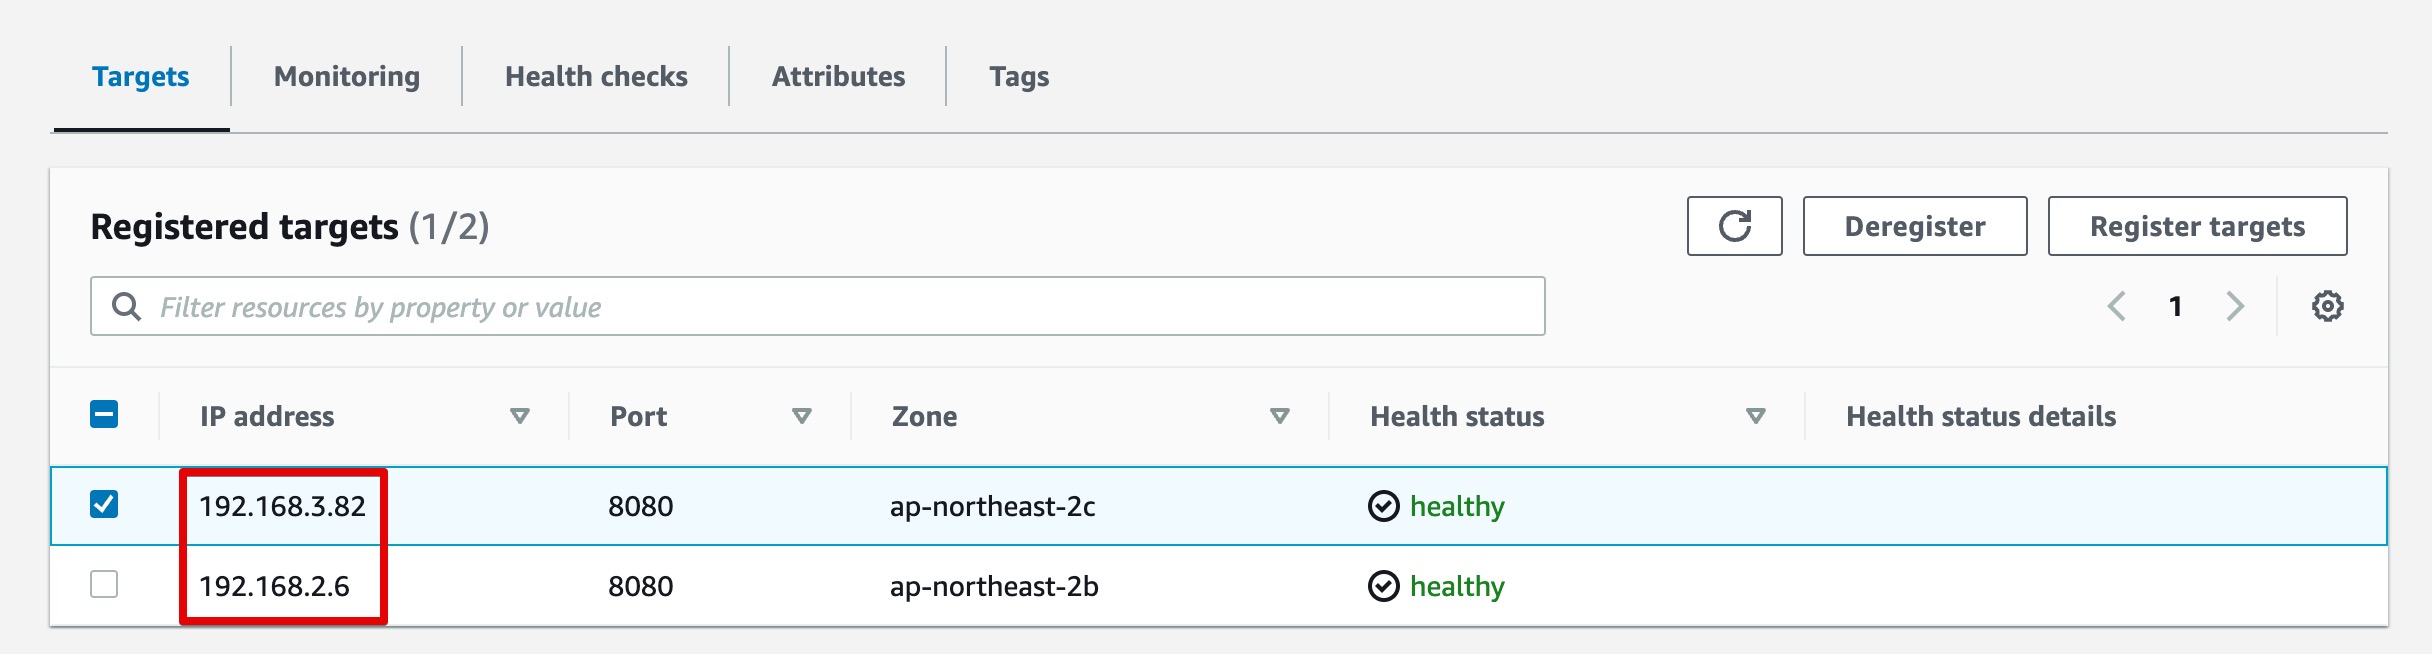 Targets Monitoring Health checks Attributes Tags
Registered targets (1/2) Deregister Register targets
Filter resources by property or value 1
IP address Port Zone Health status Health status details
192.168.3.82 8080 ap-northeast-2c healthy
192.168.2.6 8080 ap-northeast-2b healthy